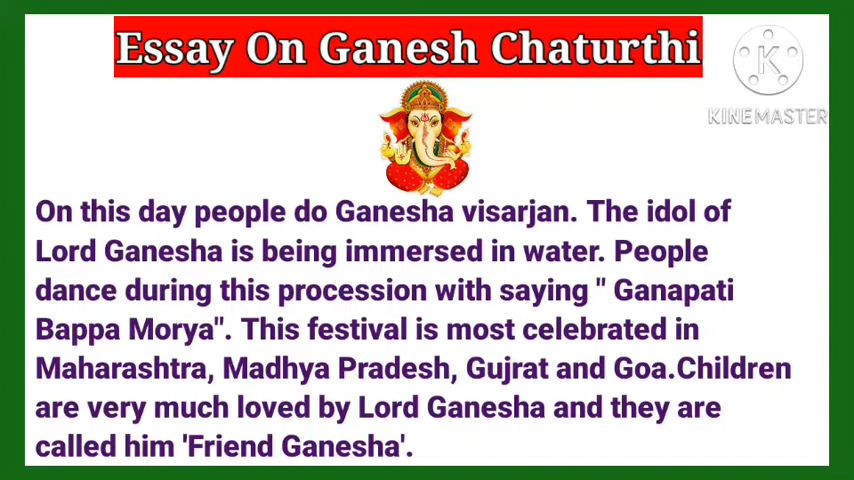 Essay On Ganesh Chaturthi
K
KINEMASTER
On this day people do Ganesha visarjan. The idol of
Lord Ganesha is being immersed in water. People
dance during this procession with saying " Ganapati
Bappa Morya". This festival is most celebrated in
Maharashtra, Madhya Pradesh, Gujrat and Goa.Children
are very much loved by Lord Ganesha and they are
called him 'Friend Ganesha'.